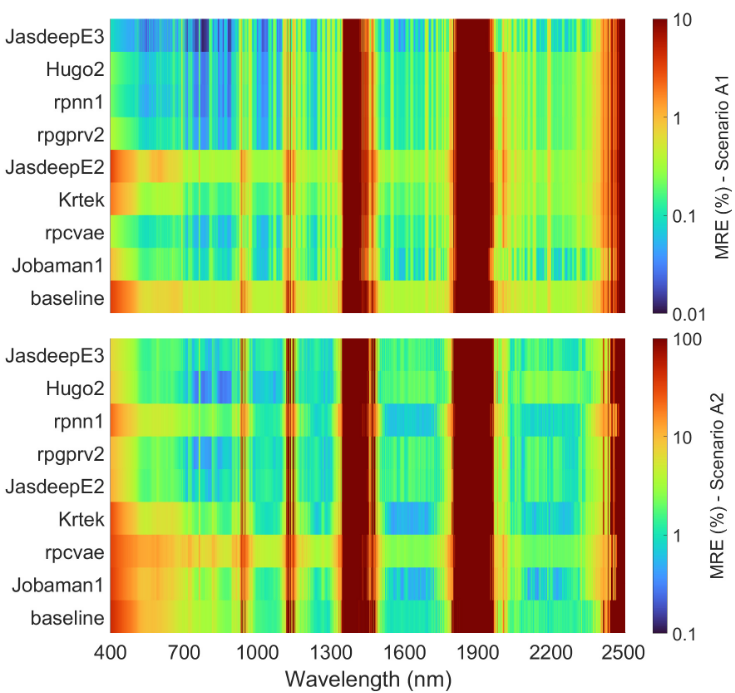 JasdeepE3
Hugo2
rpnn1
rpgprv2
JasdeepE2
Krtek
rpcvae
Jobaman1
baseline
10
1
0.1
0.01
MRE (%) - Scenario A1
JasdeepE3
Hugo2
rpnn1
rpgprv2
JasdeepE2
Krtek
rpcvae
Jobaman1
baseline
100
10
1
0.1
MRE (%) - Scenario A2
400 700 1000 1300 1600 1900 2200 2500
Wavelength (nm)